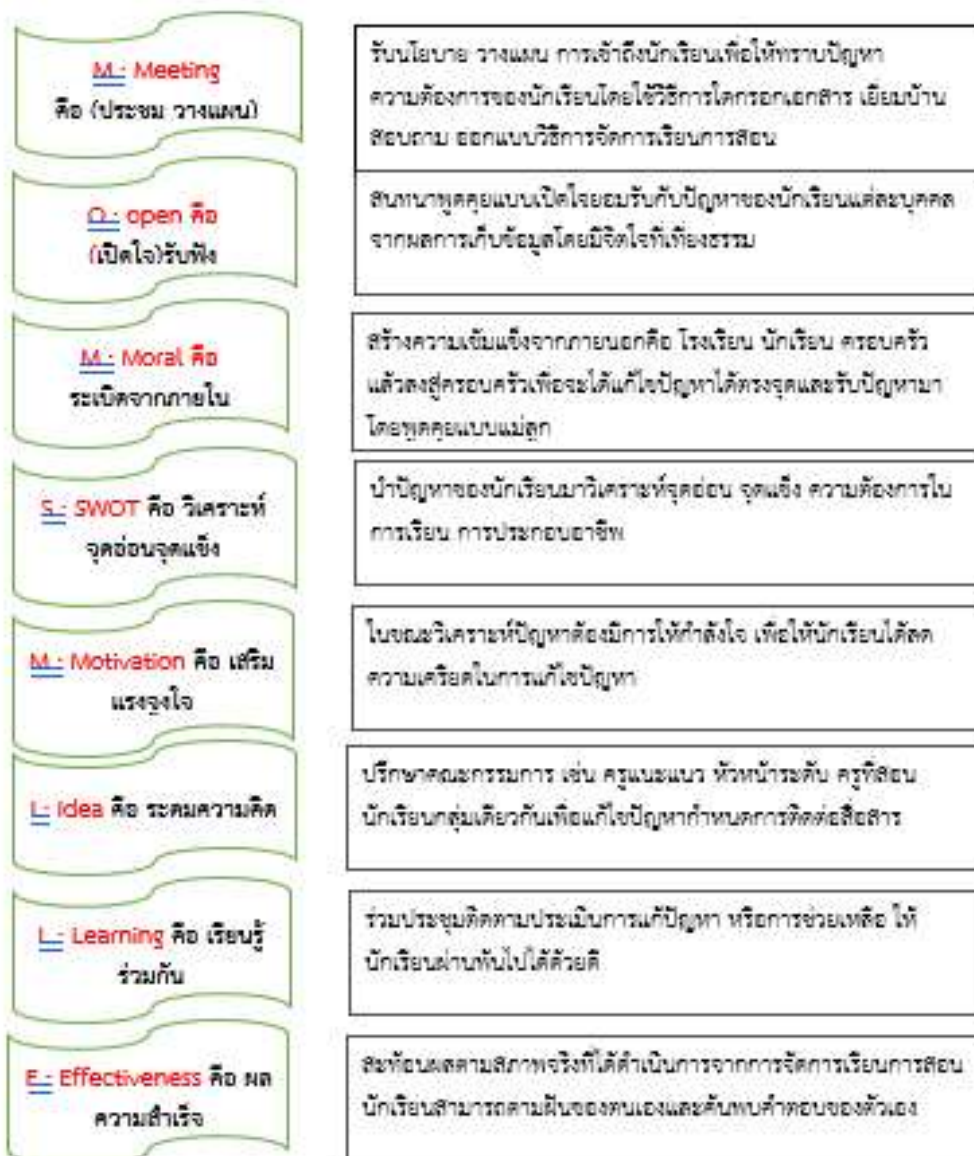 M : Meeting
คือ (ประชุม วางแผน)
รับนโยบาย วางแผน การเข้าถึงนักเรียนเพื่อให้ทราบปัญหา
ความต้องการของนักเรียนโดยใช้วิธีการใดกรอกเอกสาร เยี่ยมบ้าน
สอบถาม ออกแบบวิธีการจัดการเรียนการสอน
O : open คือ
(เปิดใจ)รับฟัง
สนทนาพูดคุยแบบเปิดใจยอมรับกับปัญหาของนักเรียนแต่ละบุคคล
จากผลการเก็บข้อมูลโดยมีจิตใจที่เที่ยงธรรม
M : Moral คือ
ระเบิดจากภายใน
สร้างความเข้มแข็งจากภายนอกคือ โรงเรียน นักเรียน ครอบครัว
แล้วลงสู่ครอบครัวเพื่อจะได้แก้ไขปัญหาได้ตรงจุดและรับปัญหามา
โดยพูดคุยแบบแม่ลูก
S : SWOT คือ วิเคราะห์
จุดอ่อนจุดแข็ง
นำปัญหาของนักเรียนมาวิเคราะห์จุดอ่อน จุดแข็ง ความต้องการใน
การเรียน การประกอบอาชีพ
M : Motivation คือ เสริม
แรงจูงใจ
ในขณะวิเคราะห์ปัญหาต้องมีการให้กำลังใจ เพื่อให้นักเรียนได้ลด
ความเครียดในการแก้ไขปัญหา
I : Idea คือ ระดมความคิด
ปรึกษาคณะกรรมการ เช่น ครูแนะแนว หัวหน้าระดับ ครูที่สอน
นักเรียนกลุ่มเดียวกันเพื่อแก้ไขปัญหากำหนดการติดต่อสื่อสาร
L : Learning คือ เรียนรู้
ร่วมกัน
ร่วมประชุมติดตามประเมินการแก้ปัญหา หรือการช่วยเหลือ ให้
นักเรียนผ่านพ้นไปได้ด้วยดี
E : Effectiveness คือ ผล
ความสำเร็จ
สะท้อนผลตามสภาพจริงที่ได้ดำเนินการจากการจัดการเรียนการสอน
นักเรียนสามารถตามฝันของตนเองและค้นพบคำตอบของตัวเอง